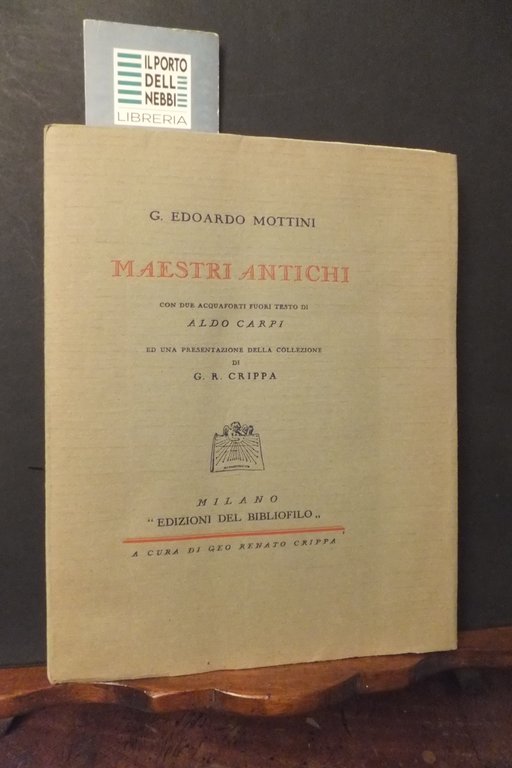 IL PORTO
DELLE
NEBBI
LIBRERIA
G. EDOARDO MOTTINI
MAESTRI ANTICHI
CON DUE ACQUAFORTI FUORI TESTO DI
ALDO CARPI
ED UNA PRESENTAZIONE DELLA COLLEZIONE
DI
G. R. CRIPPA
MILANO
"EDIZIONI DEL BIBLIOFILO„
A CURA DI GEO RENATO CRIPPA